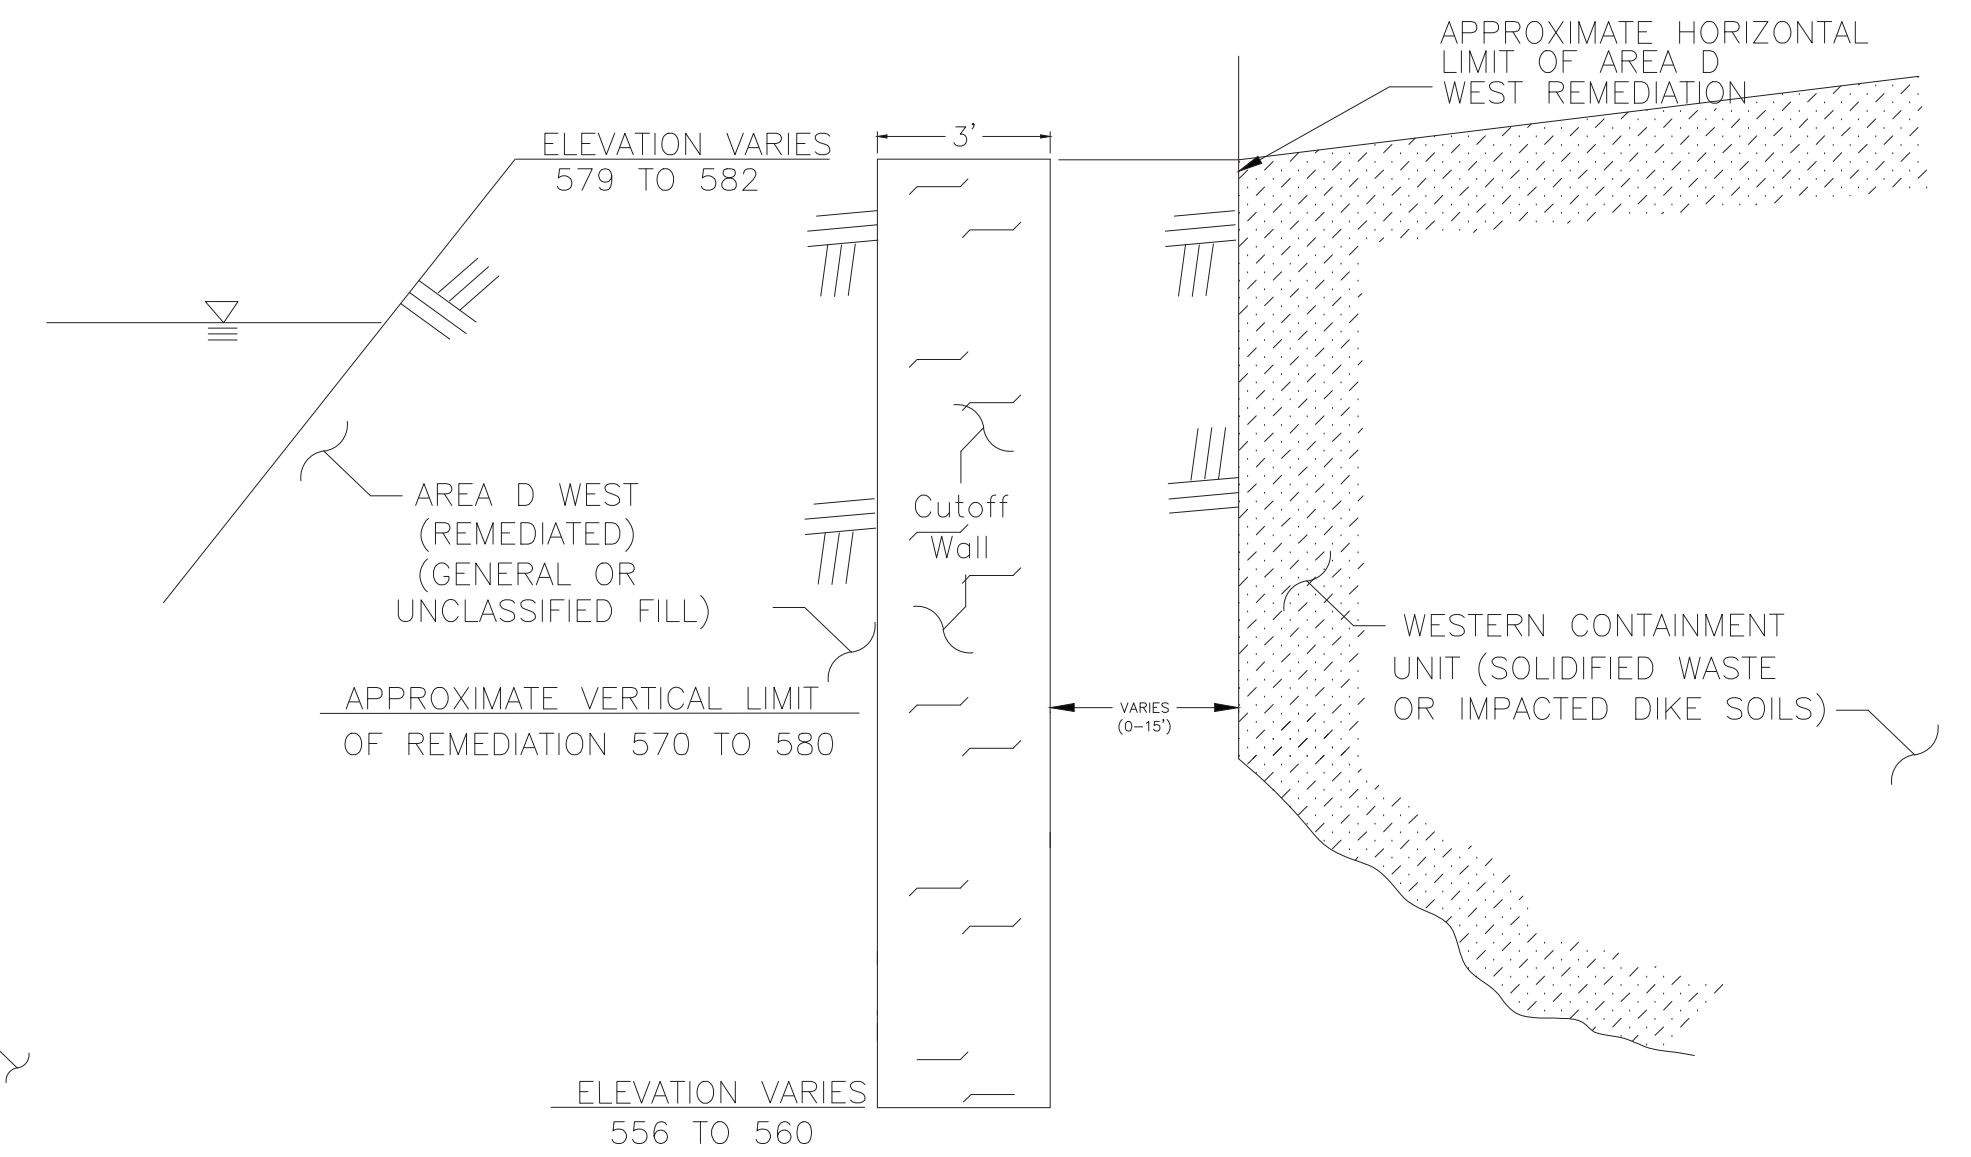 APPROXIMATE HORIZONTAL
LIMIT OF AREA D
WEST REMEDIATION
3'
ELEVATION VARIES
579 TO 582
AREA D WEST
(REMEDIATED)
(GENERAL OR
UNCLASSIFIED FILL)
Cutoff
Wall
WESTERN CONTAINMENT
UNIT (SOLIDIFIED WASTE
OR IMPACTED DIKE SOILS)
APPROXIMATE VERTICAL LIMIT
OF REMEDIATION 570 TO 580
VARIES
(0-15')
ELEVATION VARIES
556 TO 560